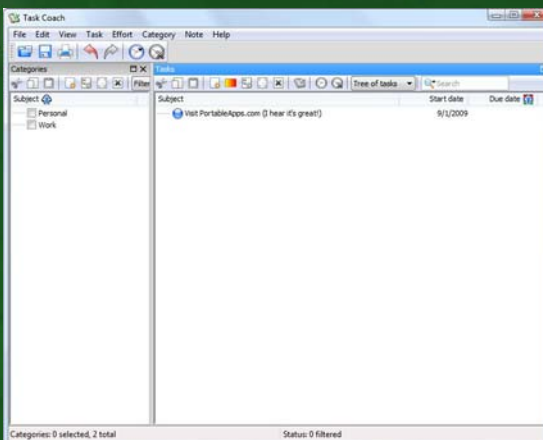 Task Coach
File Edit View Task Effort Category Note Help
Categories
Tasks
Filter
Tree of tasks
Search
Subject
Subject Start date Due date
Personal
Work
Visit PortableApps.com (I hear it's great!) 9/1/2009
Categories: 0 selected, 2 total Status: 0 filtered